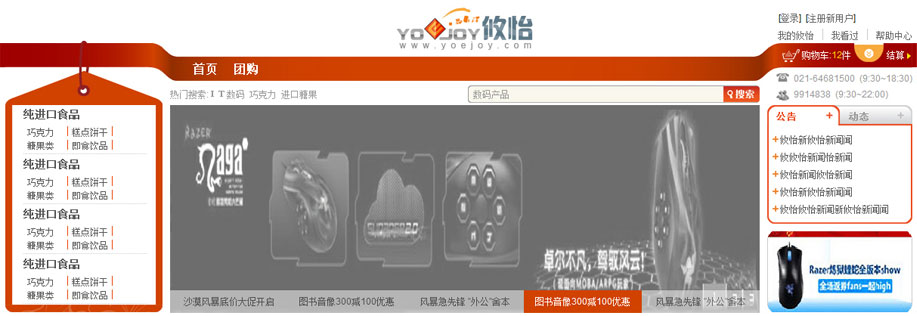 YOEJOY攸怡
www.yoejoy.com
[登录] [注册新用户]
我的攸怡 | 我看过 | 帮助中心
首页 团购
购物车:12件 结算
热门搜索: I T 数码 巧克力 进口糖果
数码产品 搜索
021-64681500 (9:30~18:30)
9914838 (9:30~22:00)
纯进口食品
巧克力 | 糕点饼干 |
糖果类 | 即食饮品 |
纯进口食品
巧克力 | 糕点饼干 |
糖果类 | 即食饮品 |
纯进口食品
巧克力 | 糕点饼干 |
糖果类 | 即食饮品 |
纯进口食品
巧克力 | 糕点饼干 |
糖果类 | 即食饮品 |
RAZER
naga
卓尔不凡，尊驭风云!
沙漠风暴底价大促开启
图书音像300减100优惠
风暴急先锋 “外公”肏本
图书音像300减100优惠
风暴急先锋 “外公”肏本
公告 + 动态 +
+攸怡新攸怡新闻闻
+攸攸怡新闻怡新闻
+攸怡新闻攸怡新闻
+攸怡新攸怡新闻闻
+攸怡攸怡新闻新攸怡新闻闻
Razer炼狱蝰蛇全版本show
全场返券fans一起high